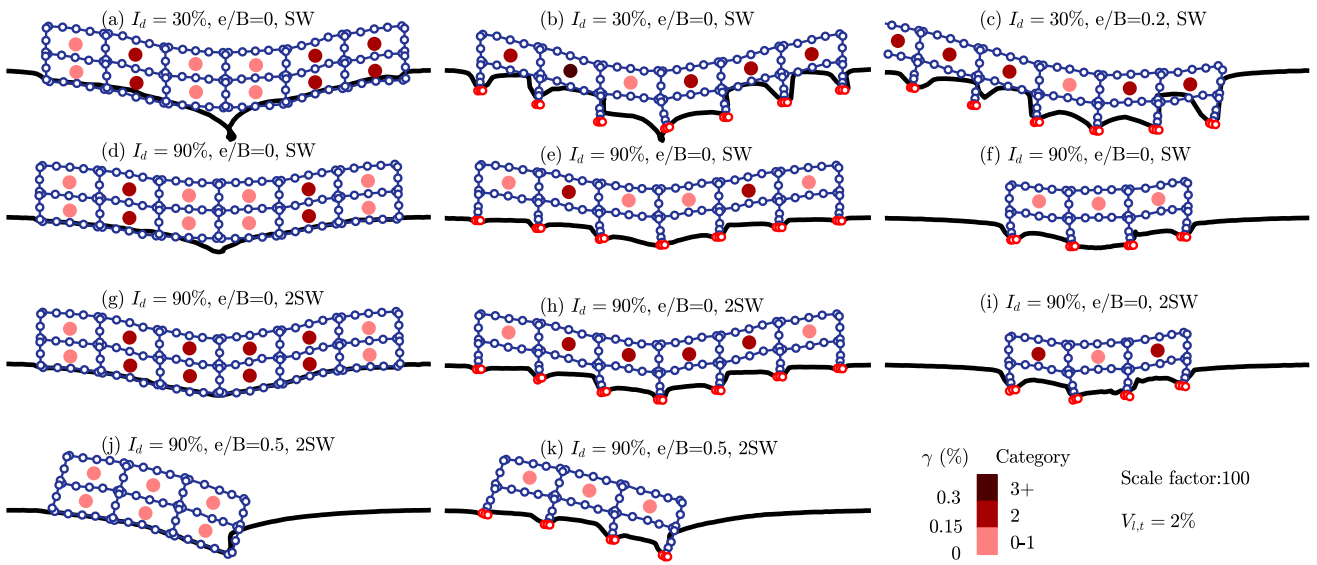 (a) I_d = 30%, e/B=0, SW
(b) I_d = 30%, e/B=0, SW
(c) I_d = 30%, e/B=0.2, SW
(d) I_d = 90%, e/B=0, SW
(e) I_d = 90%, e/B=0, SW
(f) I_d = 90%, e/B=0, SW
(g) I_d = 90%, e/B=0, 2SW
(h) I_d = 90%, e/B=0, 2SW
(i) I_d = 90%, e/B=0, 2SW
(j) I_d = 90%, e/B=0.5, 2SW
(k) I_d = 90%, e/B=0.5, 2SW
γ (%) Category
0.3 3+
0.15 2
0 0-1
Scale factor:100
V_{l,t} = 2%